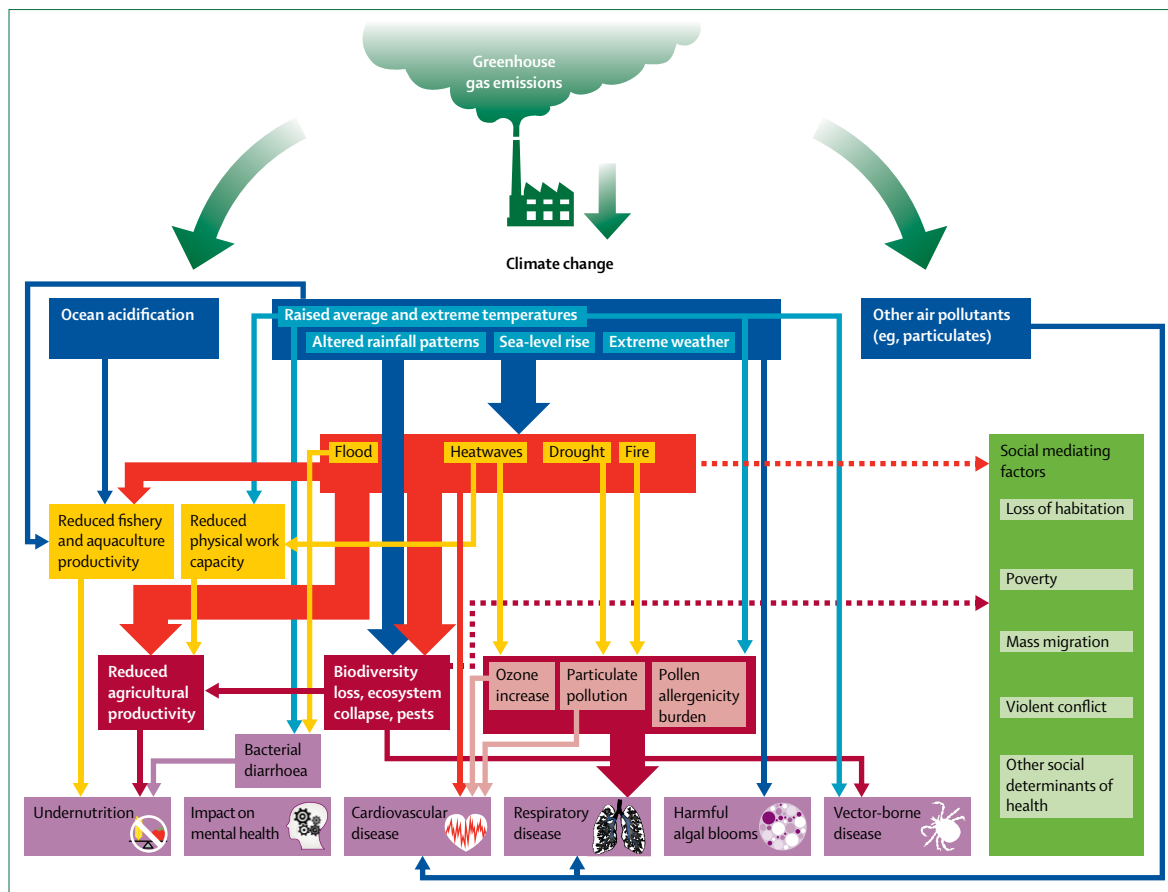 Greenhouse
gas emissions
Climate change
Ocean acidification
Raised average and extreme temperatures
Altered rainfall patterns
Sea-level rise
Extreme weather
Other air pollutants
(eg, particulates)
Flood
Heatwaves
Drought
Fire
Social mediating
factors
Loss of habitation
Poverty
Mass migration
Violent conflict
Other social
determinants of
health
Reduced fishery
and aquaculture
productivity
Reduced
physical work
capacity
Reduced
agricultural
productivity
Biodiversity
loss, ecosystem
collapse, pests
Ozone
increase
Particulate
pollution
Pollen
allergenicity
burden
Bacterial
diarrhoea
Undernutrition
Impact on
mental health
Cardiovascular
disease
Respiratory
disease
Harmful
algal blooms
Vector-borne
disease